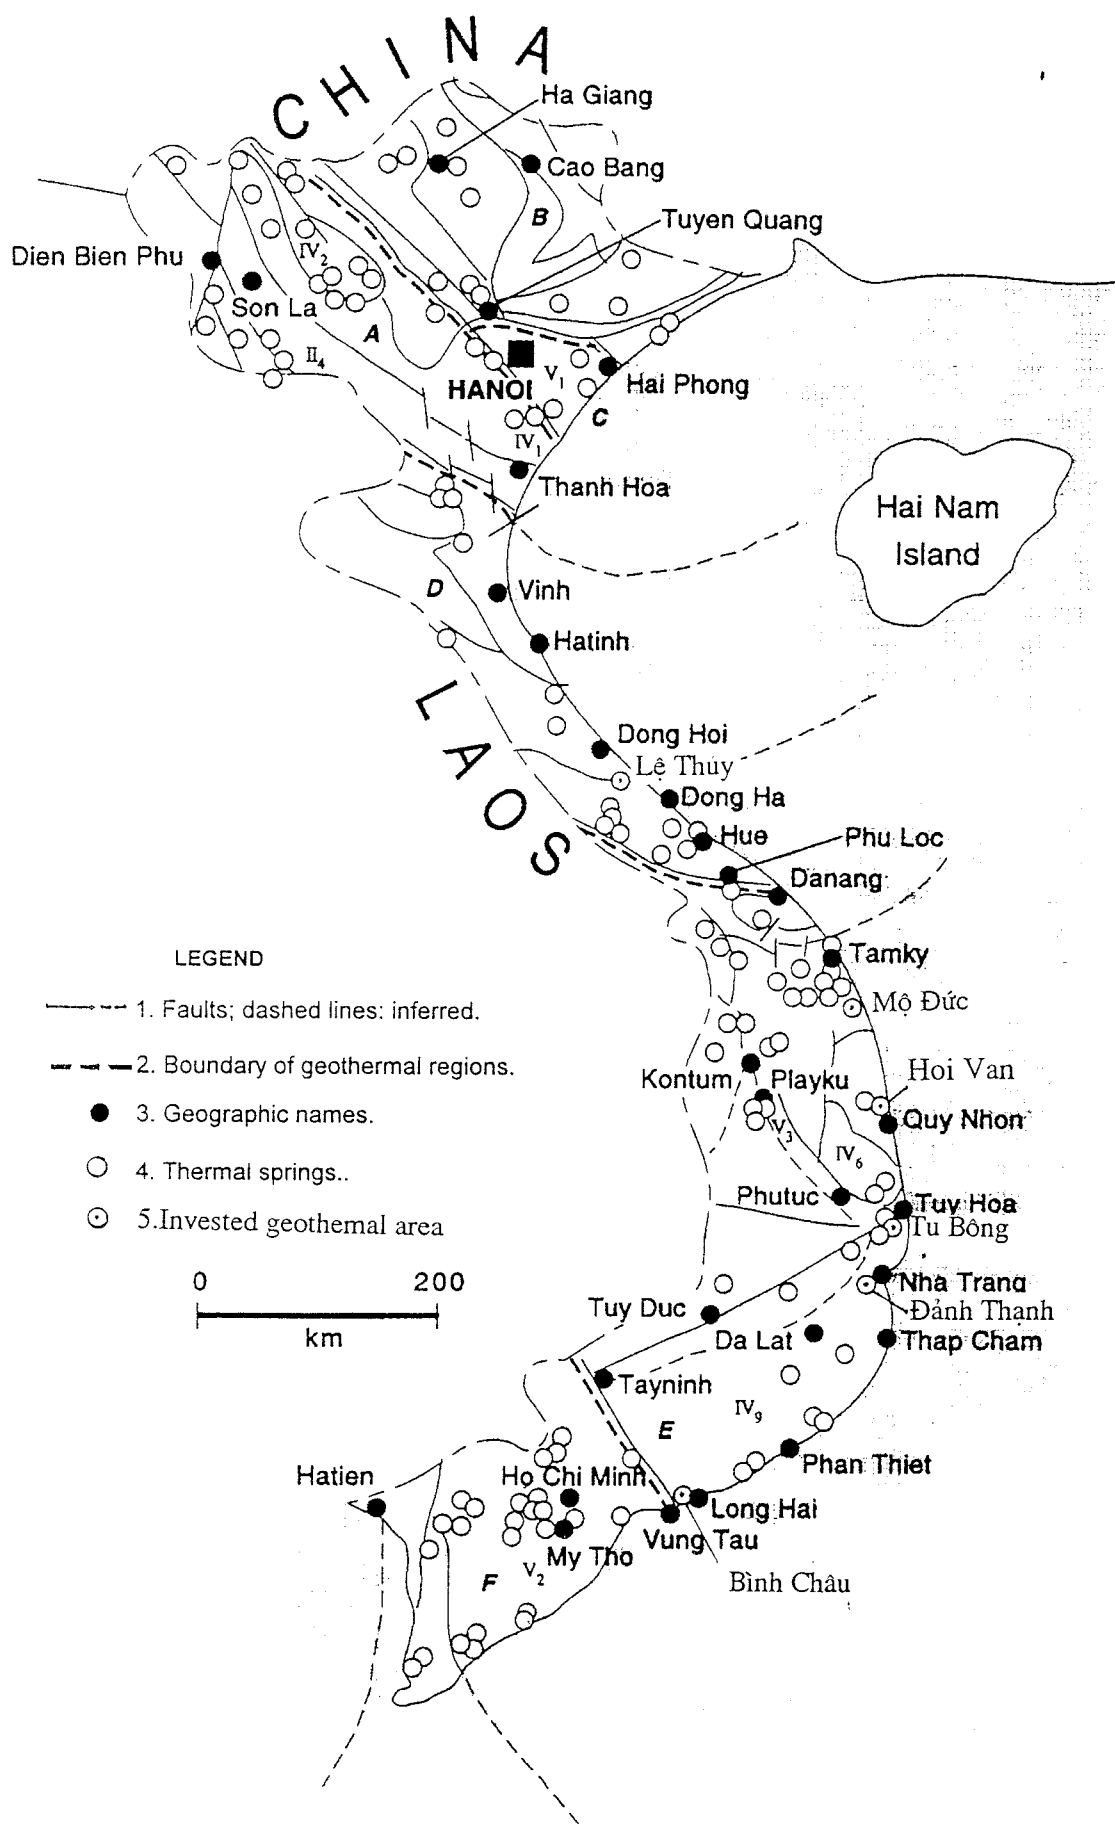 CHINA
Ha Giang
Cao Bang
B
Tuyen Quang
Dien Bien Phu
IV2
Son La
A
II4
HANOI
V1
Hai Phong
C
IV1
Thanh Hoa
Hai Nam
Island
D
Vinh
Hatinh
LAOS
Dong Hoi
Lệ Thủy
Dong Ha
Hue
Phu Loc
Danang
Tamky
Mộ Đức
Kontum
Playku
Hoi Van
Quy Nhon
V3
IV6
Phutuc
Tuy Hoa
Tu Bông
Nha Trang
Đảnh Thạnh
Tuy Duc
Da Lat
Thap Cham
Tayninh
IV9
E
Phan Thiet
Hatien
Ho Chi Minh
Long Hai
Vung Tau
My Tho
V2
F
Bình Châu
LEGEND
1. Faults; dashed lines: inferred.
2. Boundary of geothermal regions.
3. Geographic names.
4. Thermal springs..
5.Invested geothemal area
0 200
km